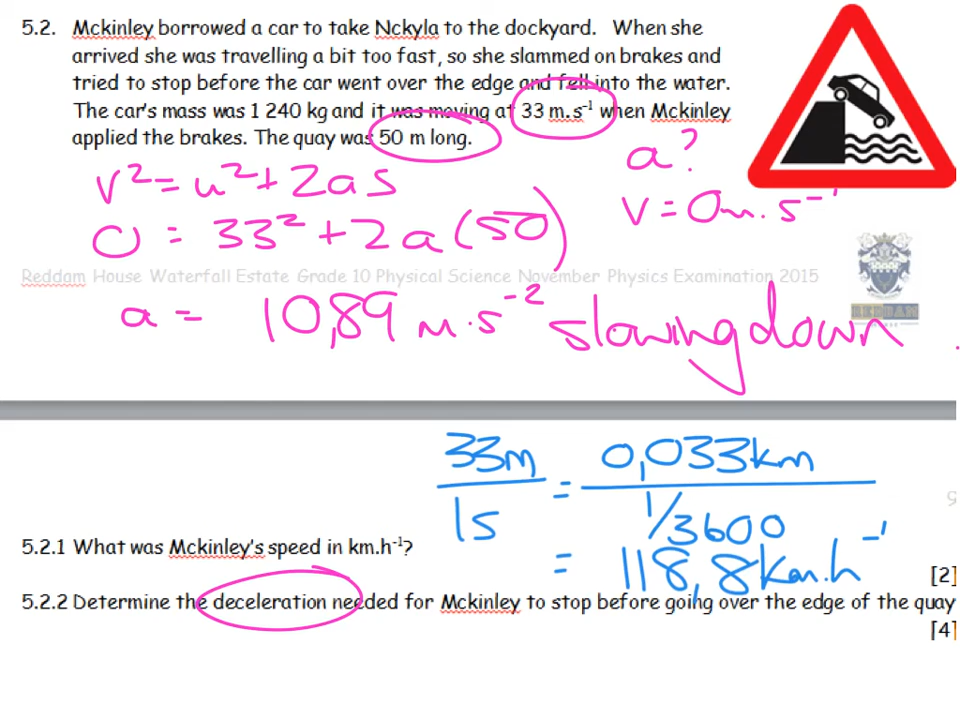 5.2. Mckinley borrowed a car to take Nckyla to the dockyard. When she
arrived she was travelling a bit too fast, so she slammed on brakes and
tried to stop before the car went over the edge and fell into the water.
The car's mass was 1 240 kg and it was moving at 33 m.s⁻¹ when Mckinley
applied the brakes. The quay was 50 m long.
a?
v = 0m.s⁻¹
v² = u² + 2as
0 = 33² + 2a(50)
Reddam House Waterfall Estate Grade 10 Physical Science November Physics Examination 2015
REDDAM
a = 10,89 m.s⁻² slowing down.
33m / 1s = 0,033km / 1/3600
= 118,8km.h⁻¹
5.2.1 What was Mckinley's speed in km.h⁻¹?
[2]
5.2.2 Determine the deceleration needed for Mckinley to stop before going over the edge of the quay
[4]